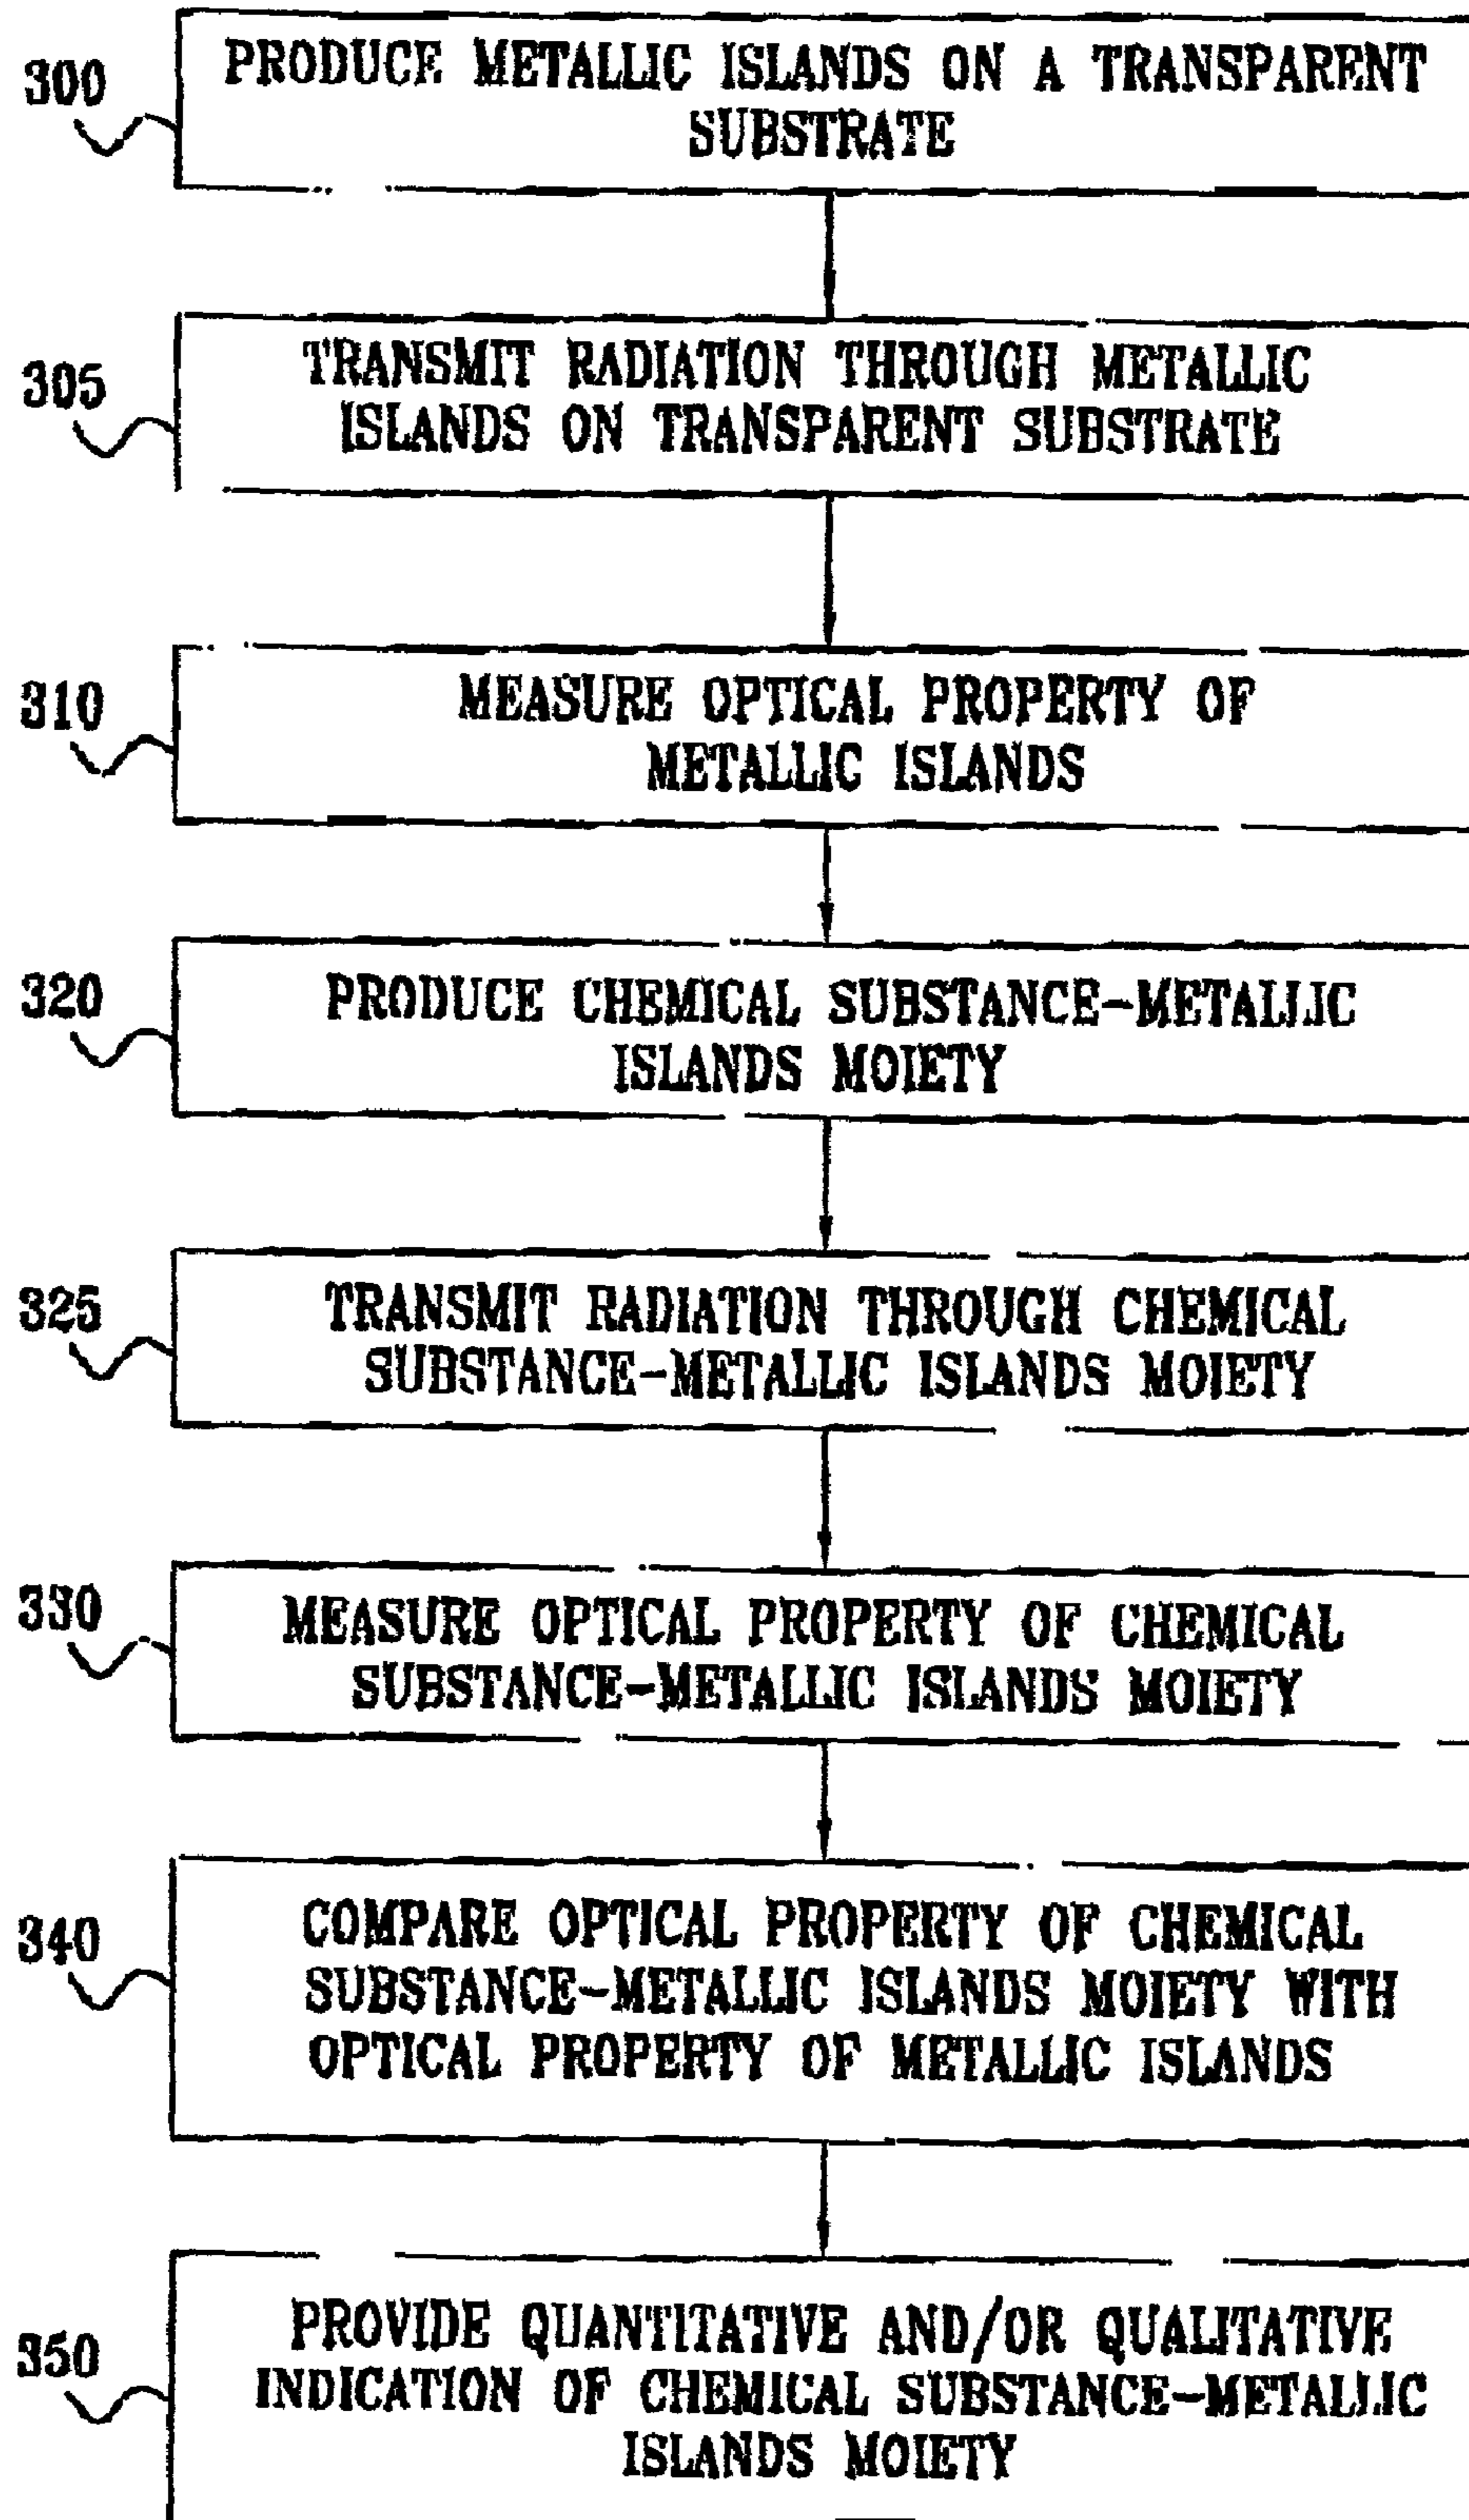 300
PRODUCE METALLIC ISLANDS ON A TRANSPARENT
SUBSTRATE
305
TRANSMIT RADIATION THROUGH METALLIC
ISLANDS ON TRANSPARENT SUBSTRATE
310
MEASURE OPTICAL PROPERTY OF
METALLIC ISLANDS
320
PRODUCE CHEMICAL SUBSTANCE-METALLIC
ISLANDS MOIETY
325
TRANSMIT RADIATION THROUGH CHEMICAL
SUBSTANCE-METALLIC ISLANDS MOIETY
330
MEASURE OPTICAL PROPERTY OF CHEMICAL
SUBSTANCE-METALLIC ISLANDS MOIETY
340
COMPARE OPTICAL PROPERTY OF CHEMICAL
SUBSTANCE-METALLIC ISLANDS MOIETY WITH
OPTICAL PROPERTY OF METALLIC ISLANDS
350
PROVIDE QUANTITATIVE AND/OR QUALITATIVE
INDICATION OF CHEMICAL SUBSTANCE-METALLIC
ISLANDS MOIETY